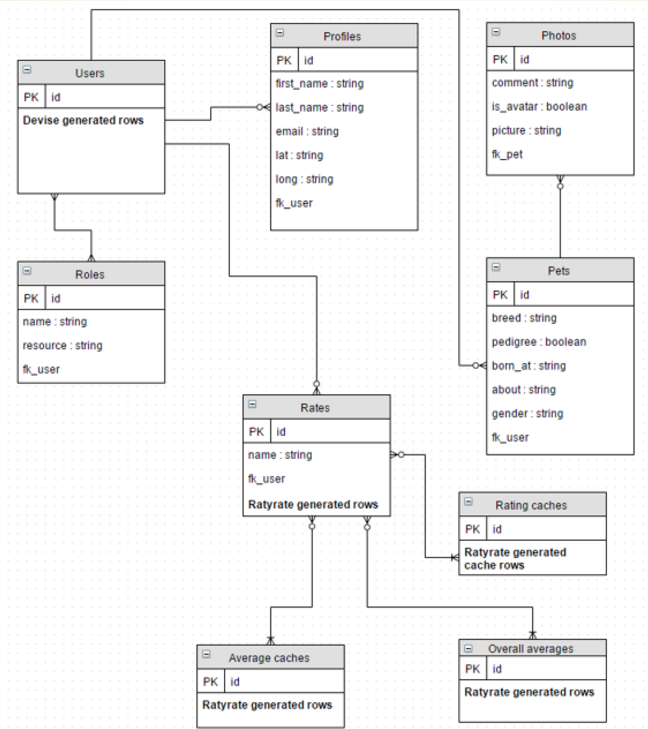 Users
PK id
Devise generated rows
Profiles
PK id
first_name : string
last_name : string
email : string
lat : string
long : string
fk_user
Photos
PK id
comment : string
is_avatar : boolean
picture : string
fk_pet
Roles
PK id
name : string
resource : string
fk_user
Pets
PK id
breed : string
pedigree : boolean
born_at : string
about : string
gender : string
fk_user
Rates
PK id
name : string
fk_user
Ratyrate generated rows
Rating caches
PK id
Ratyrate generated
cache rows
Average caches
PK id
Ratyrate generated rows
Overall averages
PK id
Ratyrate generated rows